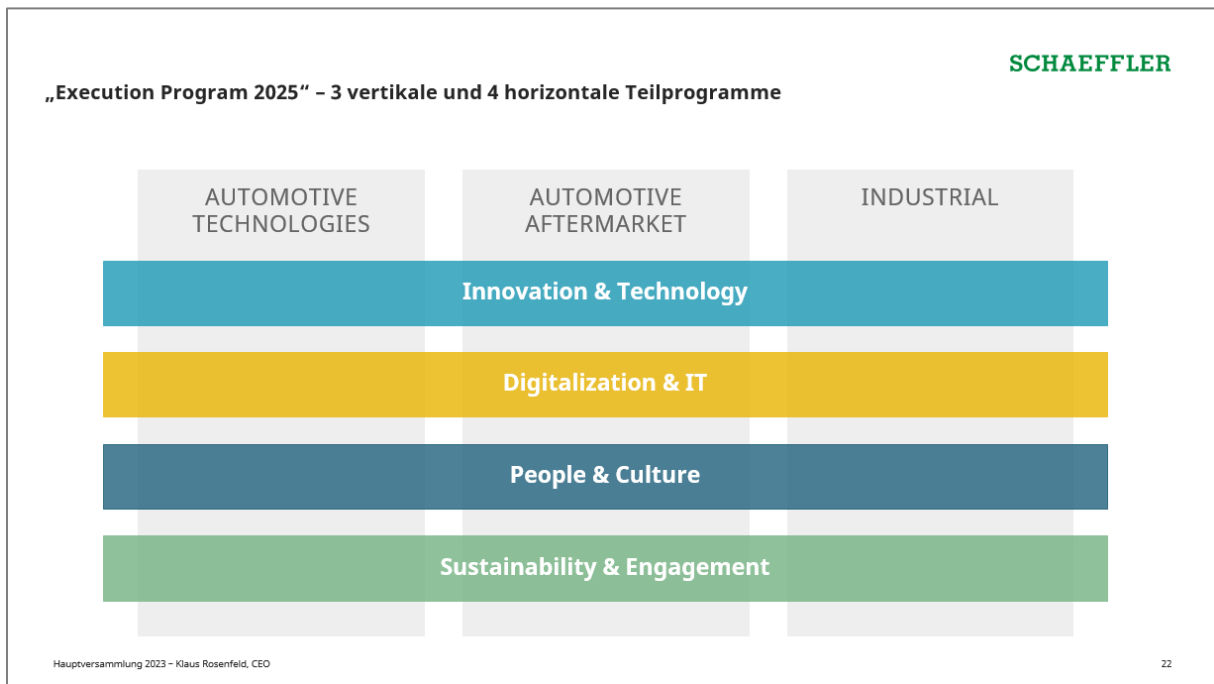 SCHAEFFLER
„Execution Program 2025“ – 3 vertikale und 4 horizontale Teilprogramme
AUTOMOTIVE
TECHNOLOGIES
AUTOMOTIVE
AFTERMARKET
INDUSTRIAL
Innovation & Technology
Digitalization & IT
People & Culture
Sustainability & Engagement
Hauptversammlung 2023 – Klaus Rosenfeld, CEO
22